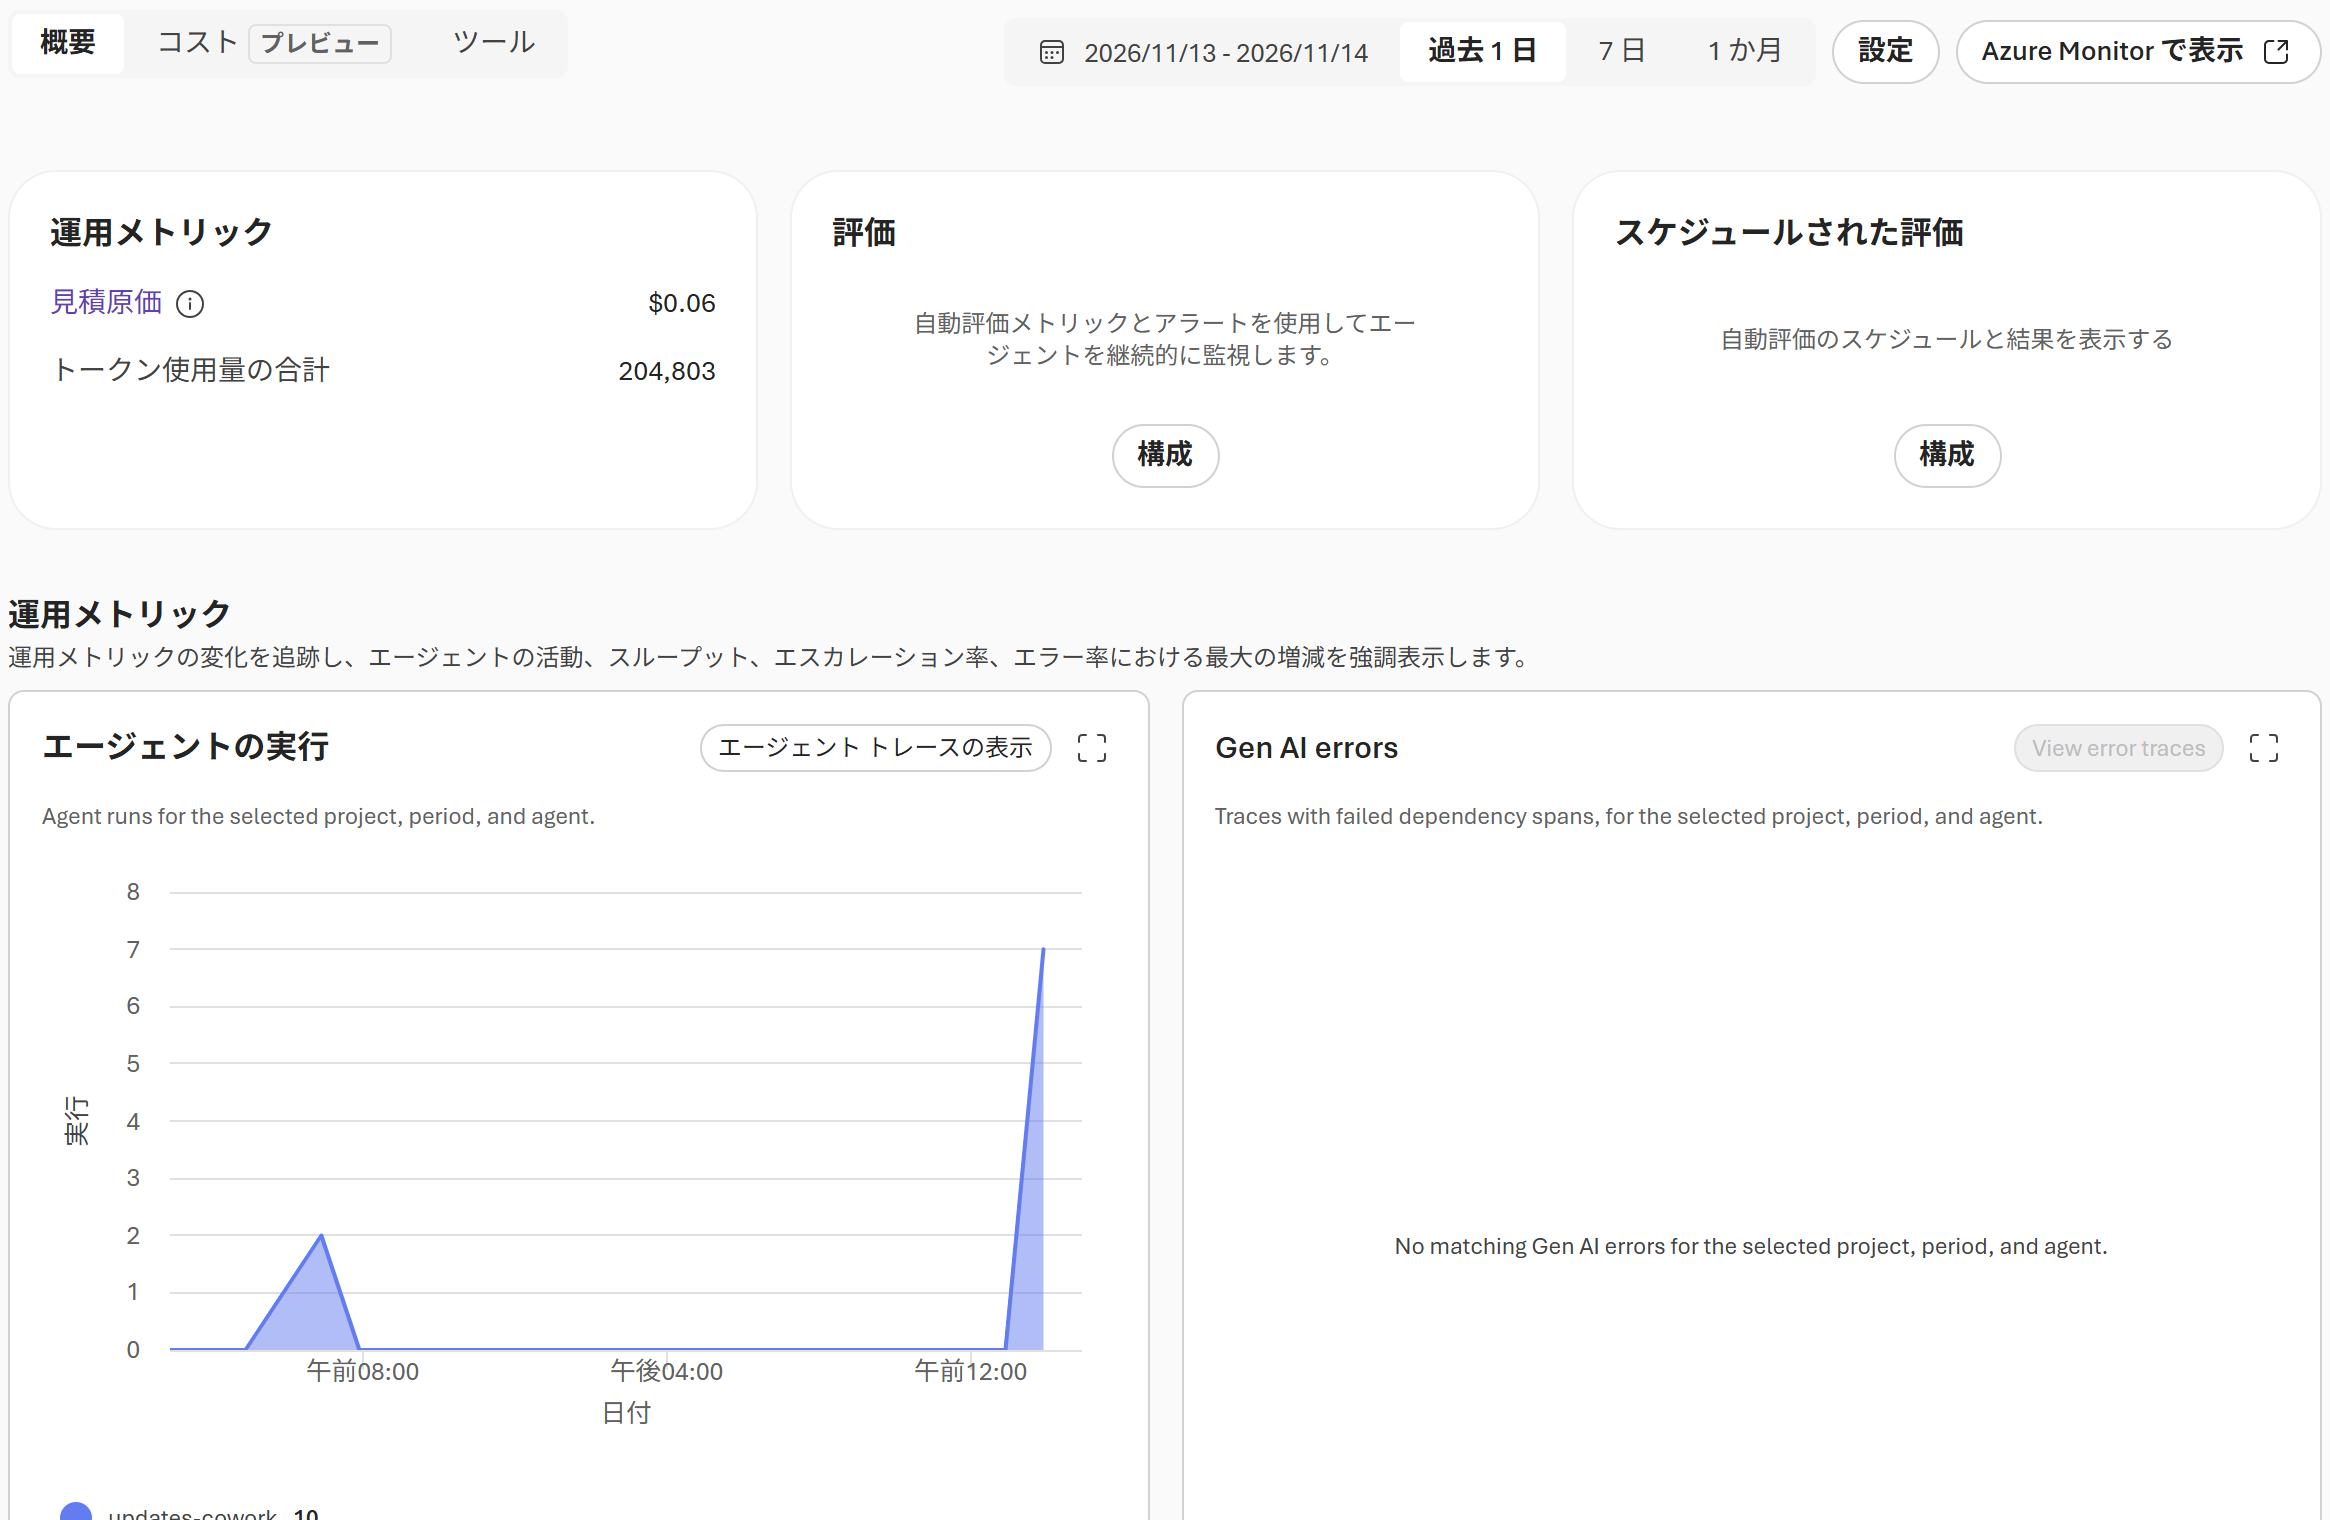 概要
コスト プレビュー
ツール
2026/11/13 - 2026/11/14
過去 1 日
7 日
1 か月
設定
Azure Monitor で表示
運用メトリック
見積原価
$0.06
トークン使用量の合計
204,803
評価
自動評価メトリックとアラートを使用してエー
ジェントを継続的に監視します。
構成
スケジュールされた評価
自動評価のスケジュールと結果を表示する
構成
運用メトリック
運用メトリックの変化を追跡し、エージェントの活動、スループット、エスカレーション率、エラー率における最大の増減を強調表示します。
エージェントの実行
エージェント トレースの表示
Agent runs for the selected project, period, and agent.
8
7
6
5
4
3
2
1
0
実行
午前08:00
午後04:00
午前12:00
日付
updates-cowork 10
Gen AI errors
View error traces
Traces with failed dependency spans, for the selected project, period, and agent.
No matching Gen AI errors for the selected project, period, and agent.